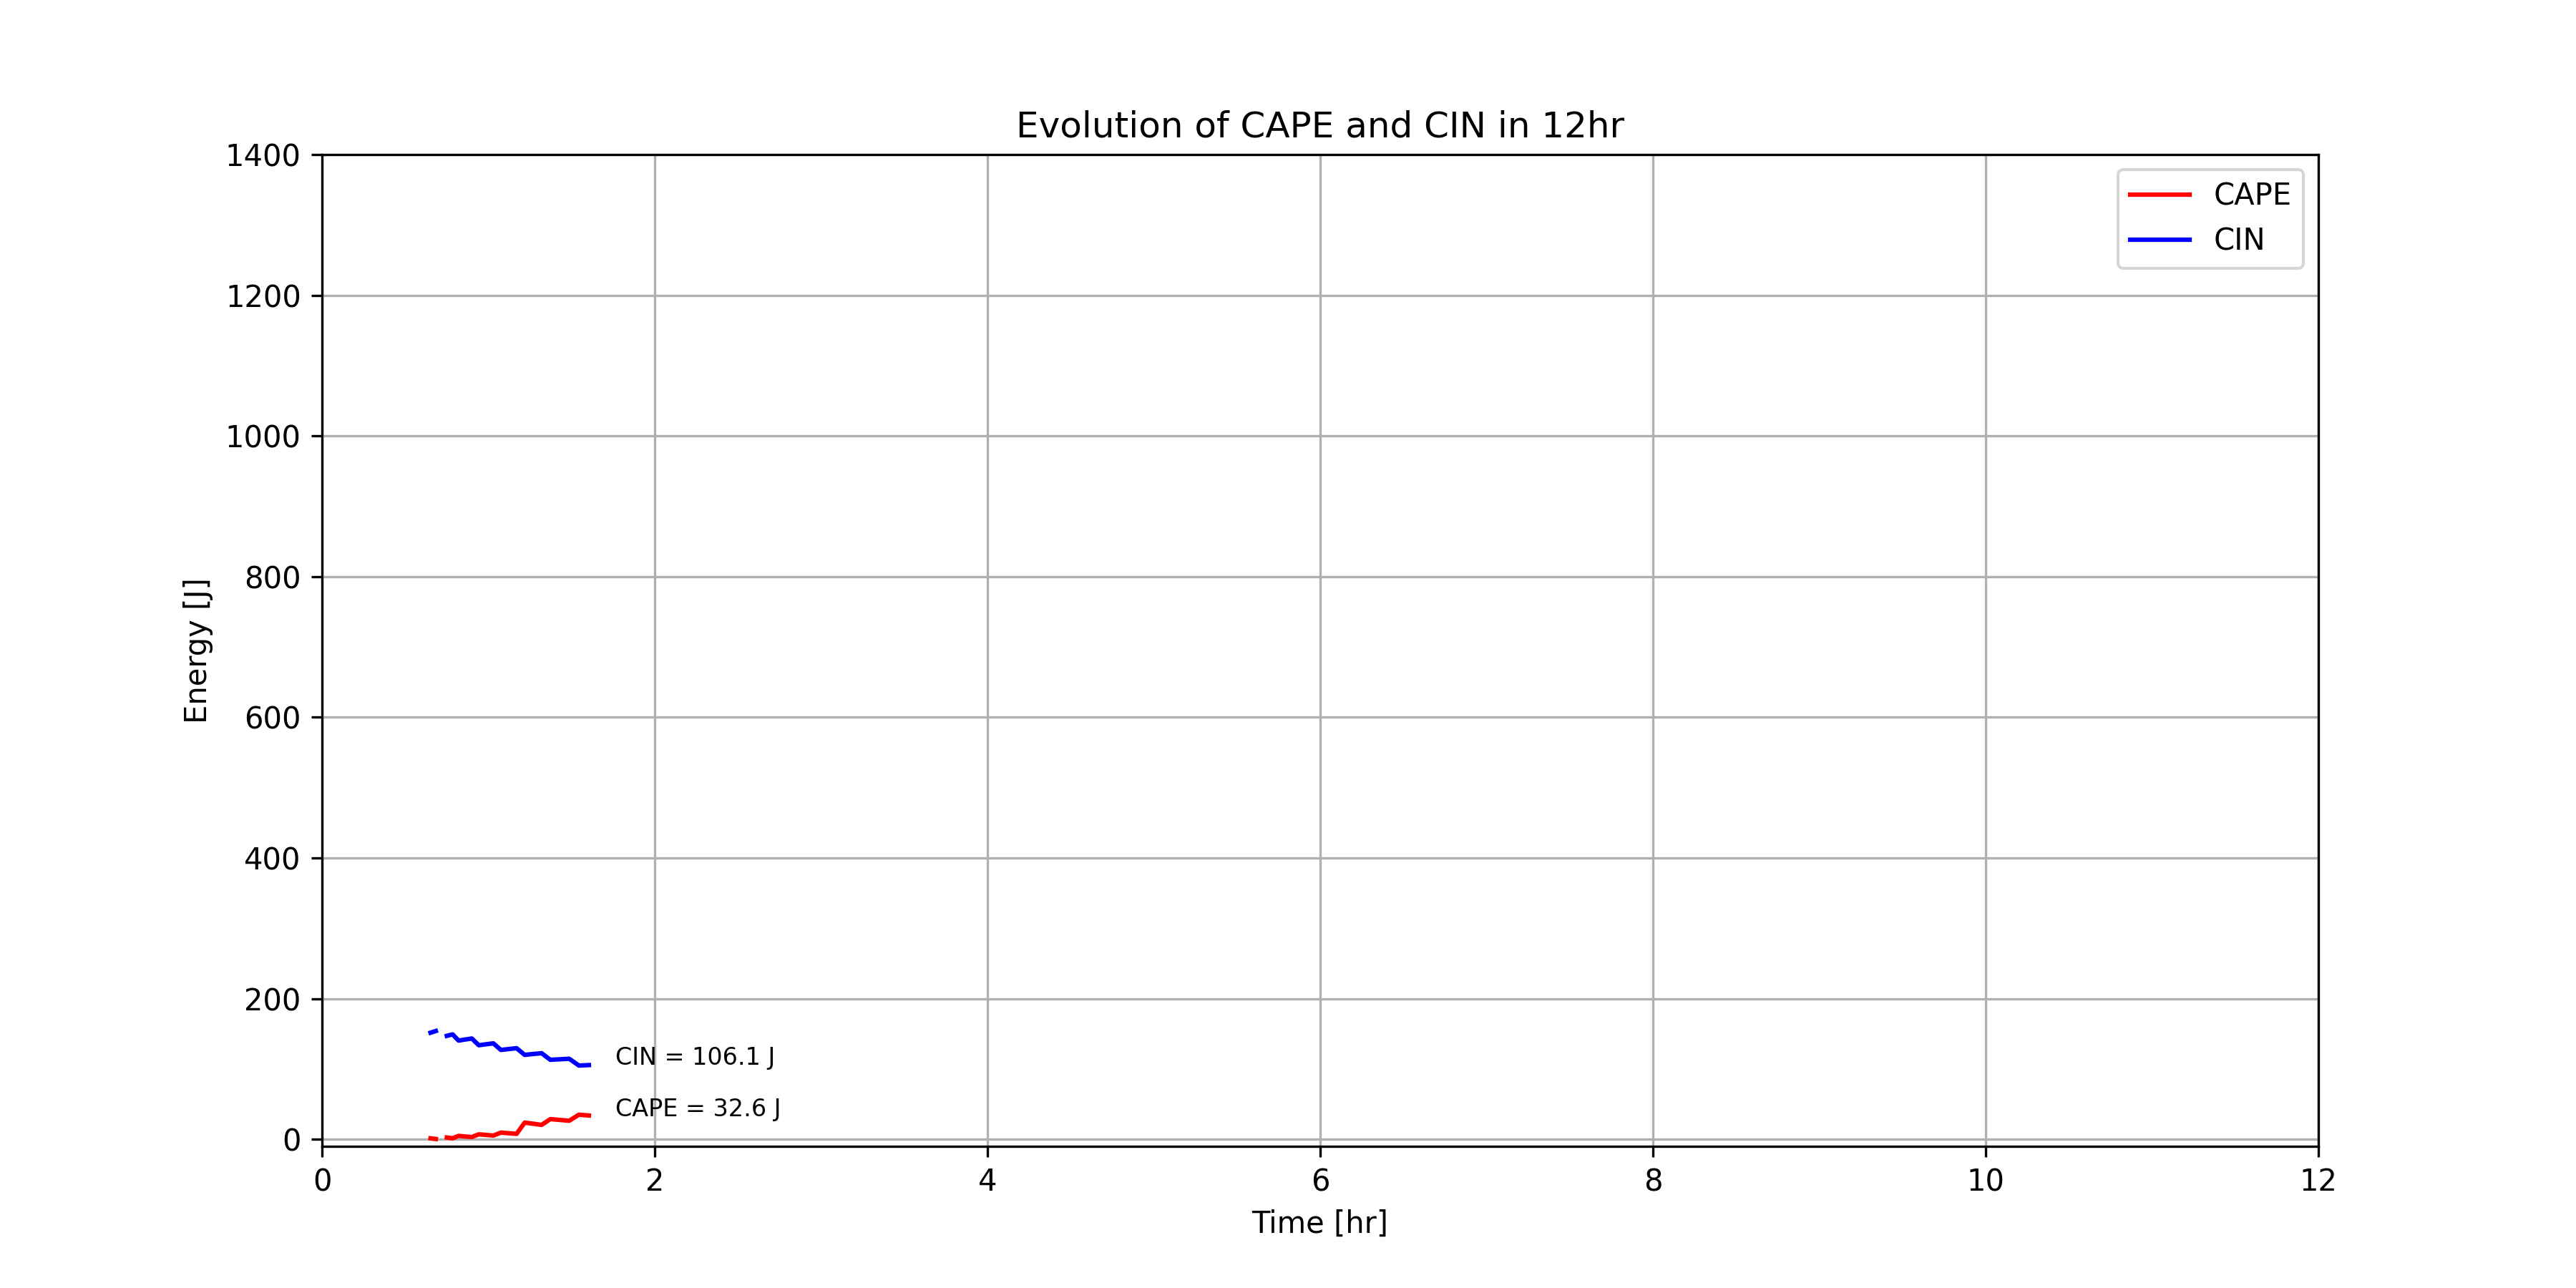 Evolution of CAPE and CIN in 12hr
1400
1200
1000
800
600
400
200
0
Energy [J]
CAPE
CIN
CIN = 106.1 J
CAPE = 32.6 J
0 2 4 6 8 10 12
Time [hr]